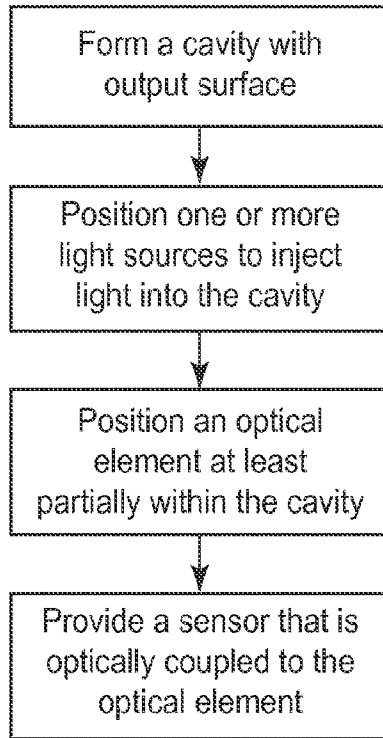 Form a cavity with
output surface
Position one or more
light sources to inject
light into the cavity
Position an optical
element at least
partially within the cavity
Provide a sensor that is
optically coupled to the
optical element